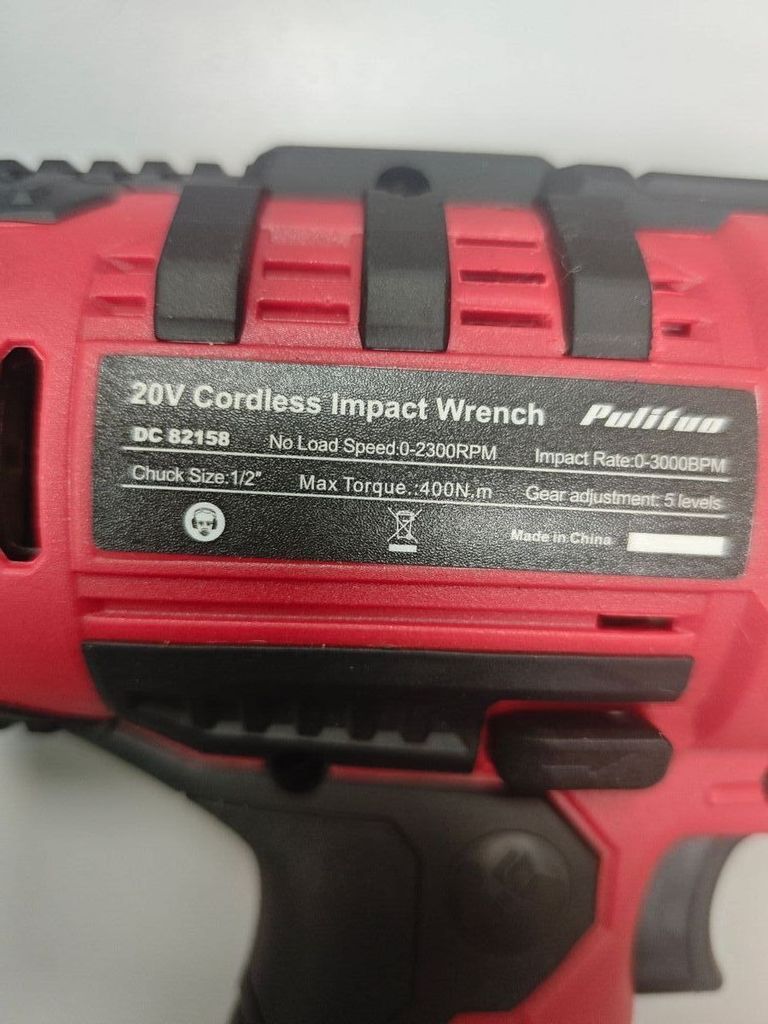 20V Cordless Impact Wrench Pulituo
DC 82158 No Load Speed:0-2300RPM Impact Rate:0-3000BPM
Chuck Size:1/2" Max Torque.:400N.m Gear adjustment: 5 levels
Made in China